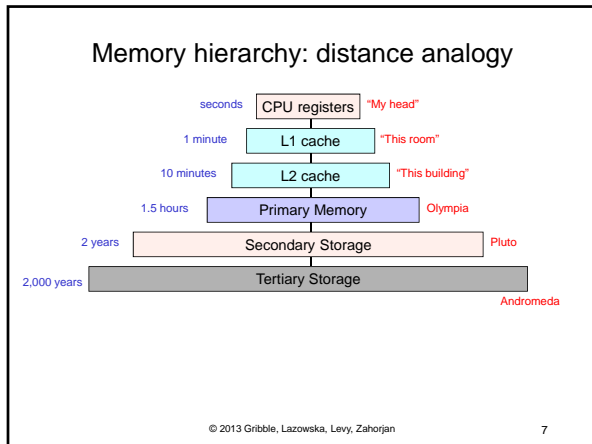 Memory hierarchy: distance analogy
seconds CPU registers “My head”
1 minute L1 cache “This room”
10 minutes L2 cache “This building”
1.5 hours Primary Memory Olympia
2 years Secondary Storage Pluto
2,000 years Tertiary Storage
Andromeda
© 2013 Gribble, Lazowska, Levy, Zahorjan 7